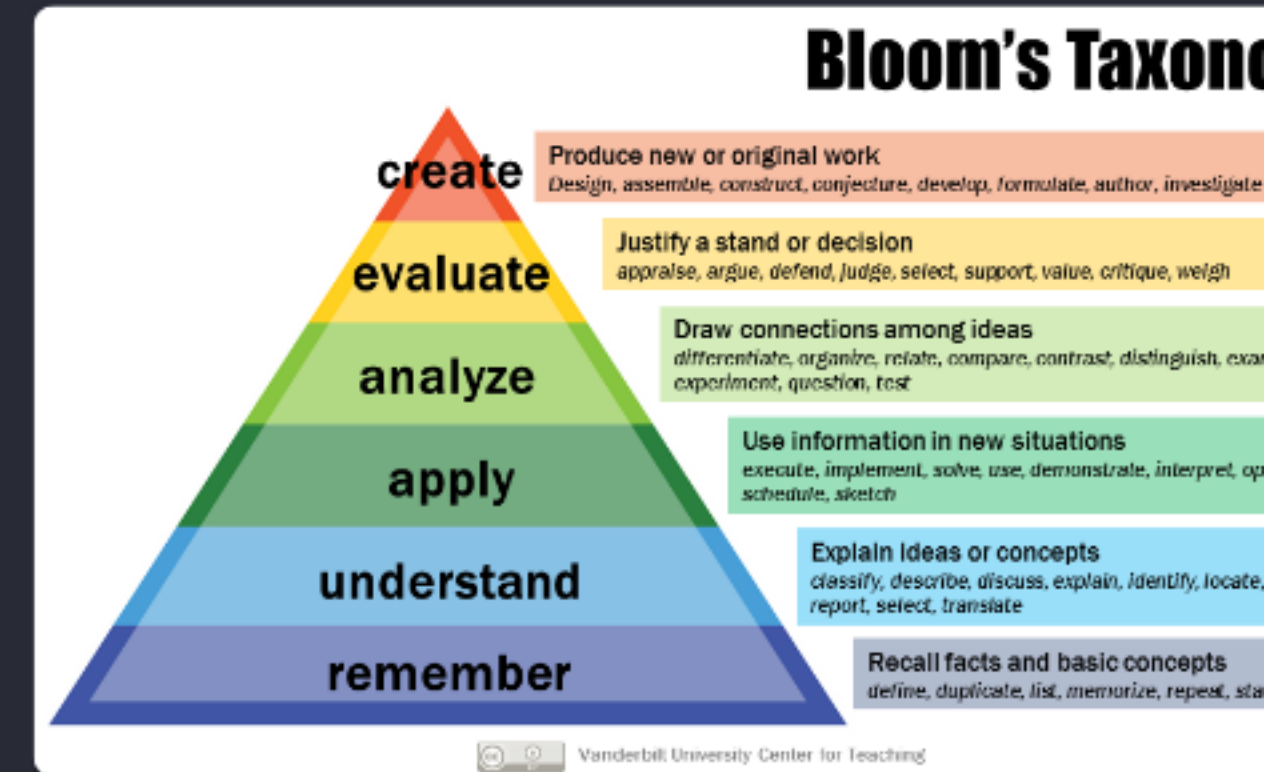 Bloom's Taxono
create
Produce new or original work
Design, assemble, construct, conjecture, develop, formulate, author, investigate
evaluate
Justify a stand or decision
appraise, argue, defend, judge, select, support, value, critique, weigh
analyze
Draw connections among ideas
differentiate, organize, relate, compare, contrast, distinguish, exa
experiment, question, test
apply
Use information in new situations
execute, implement, solve, use, demonstrate, interpret, op
schedule, sketch
understand
Explain ideas or concepts
classify, describe, discuss, explain, identify, locate,
report, select, translate
remember
Recall facts and basic concepts
define, duplicate, list, memorize, repeat, sta
cc
Vanderbilt University Center for Teaching